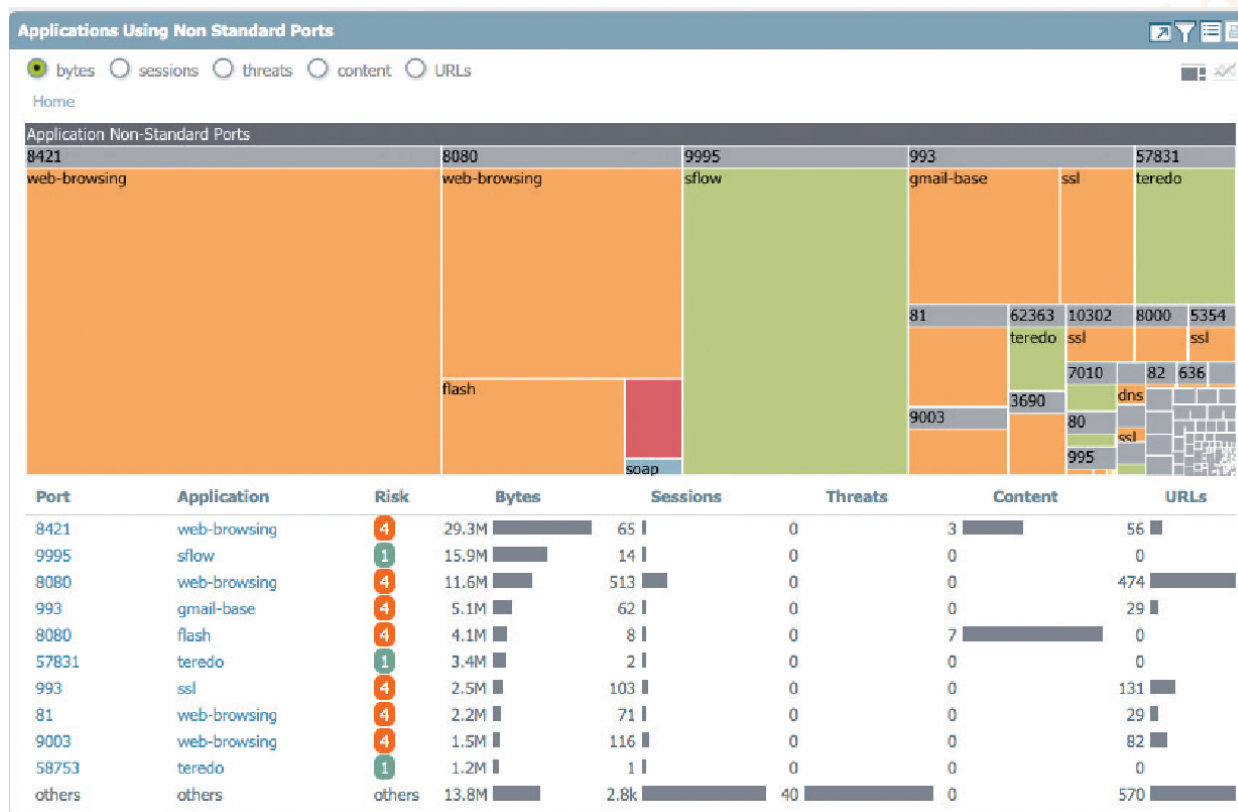 Applications Using Non Standard Ports
bytes sessions threats content URLs
Home
Application Non-Standard Ports
8421 8080 9995 993 57831
web-browsing web-browsing sflow gmail-base ssl teredo
81 62363 10302 8000 5354
teredo ssl ssl
7010 82 636
flash dns
3690
9003 80
ssl
995
soap
Port Application Risk Bytes Sessions Threats Content URLs
8421 web-browsing 4 29.3M 65 0 3 56
9995 sflow 1 15.9M 14 0 0 0
8080 web-browsing 4 11.6M 513 0 0 474
993 gmail-base 4 5.1M 62 0 0 29
8080 flash 4 4.1M 8 0 7 0
57831 teredo 1 3.4M 2 0 0 0
993 ssl 4 2.5M 103 0 0 131
81 web-browsing 4 2.2M 71 0 0 29
9003 web-browsing 4 1.5M 116 0 0 82
58753 teredo 1 1.2M 1 0 0 0
others others others 13.8M 2.8k 40 0 570